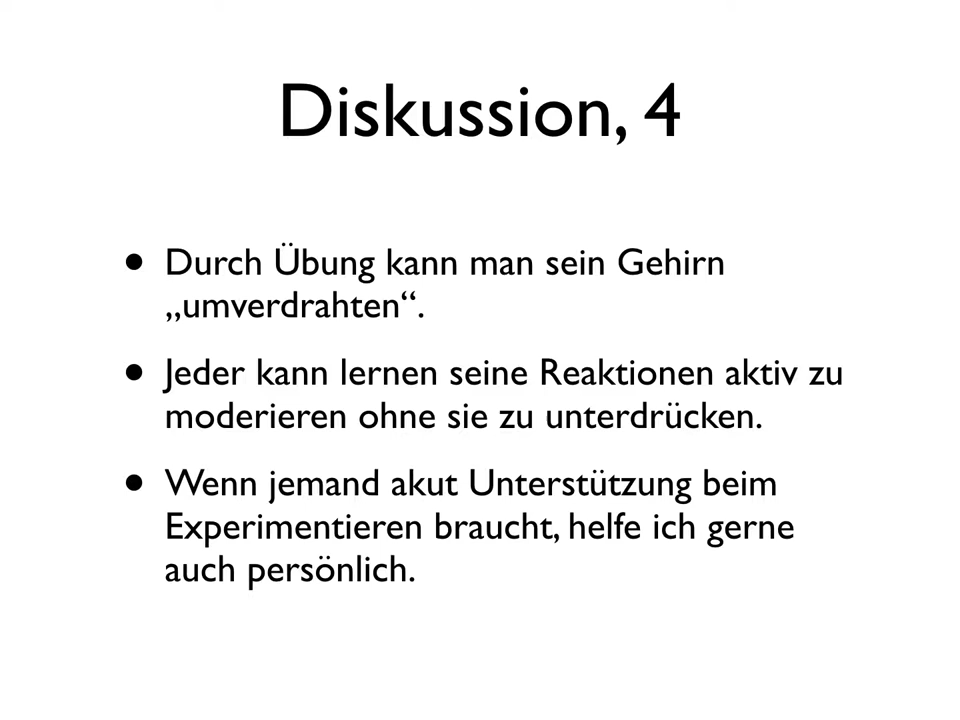 Diskussion, 4
• Durch Übung kann man sein Gehirn
„umverdrahten“.
• Jeder kann lernen seine Reaktionen aktiv zu
moderieren ohne sie zu unterdrücken.
• Wenn jemand akut Unterstützung beim
Experimentieren braucht, helfe ich gerne
auch persönlich.